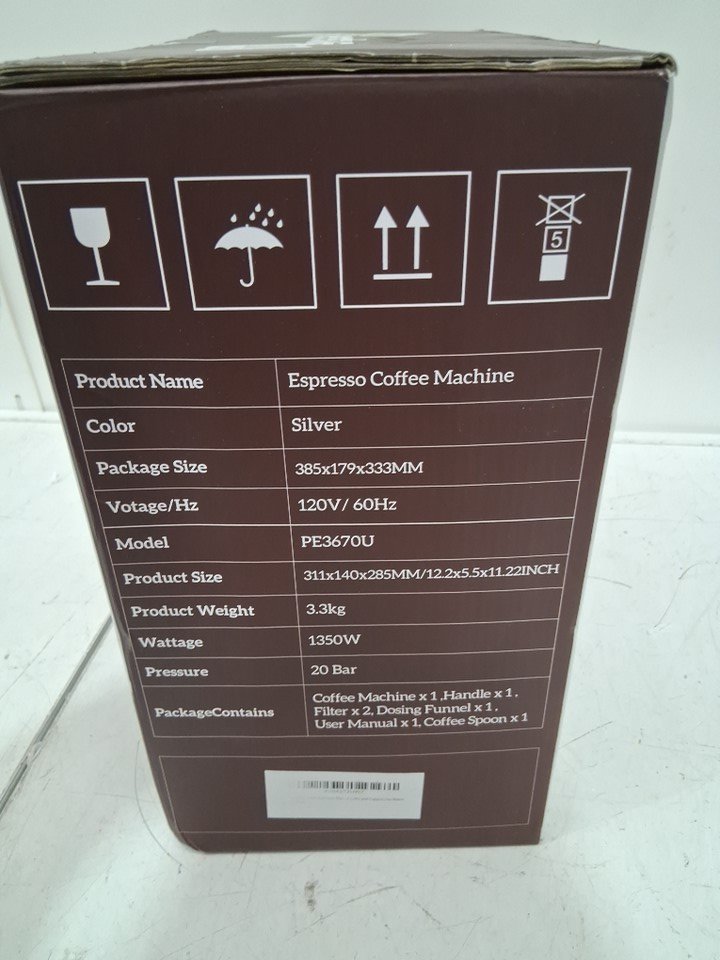 5
Product Name Espresso Coffee Machine
Color Silver
Package Size 385x179x333MM
Votage/Hz 120V/ 60Hz
Model PE3670U
Product Size 311x140x285MM/12.2x5.5x11.22INCH
Product Weight 3.3kg
Wattage 1350W
Pressure 20 Bar
PackageContains Coffee Machine x 1 ,Handle x 1 ,
Filter x 2, Dosing Funnel x 1 ,
User Manual x 1, Coffee Spoon x 1